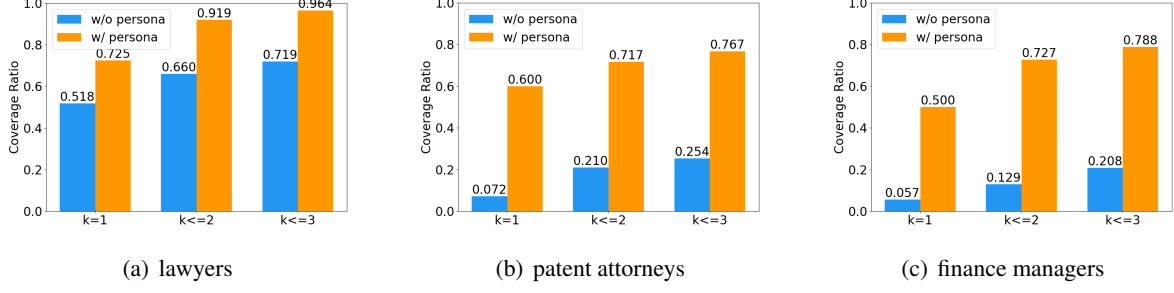 w/o persona
w/ persona
Coverage Ratio
1.0
0.8
0.6
0.4
0.2
0.0
0.518
0.725
0.660
0.919
0.719
0.964
k=1
k<=2
k<=3
(a) lawyers
w/o persona
w/ persona
Coverage Ratio
1.0
0.8
0.6
0.4
0.2
0.0
0.072
0.600
0.210
0.717
0.254
0.767
k=1
k<=2
k<=3
(b) patent attorneys
w/o persona
w/ persona
Coverage Ratio
1.0
0.8
0.6
0.4
0.2
0.0
0.057
0.500
0.129
0.727
0.208
0.788
k=1
k<=2
k<=3
(c) finance managers